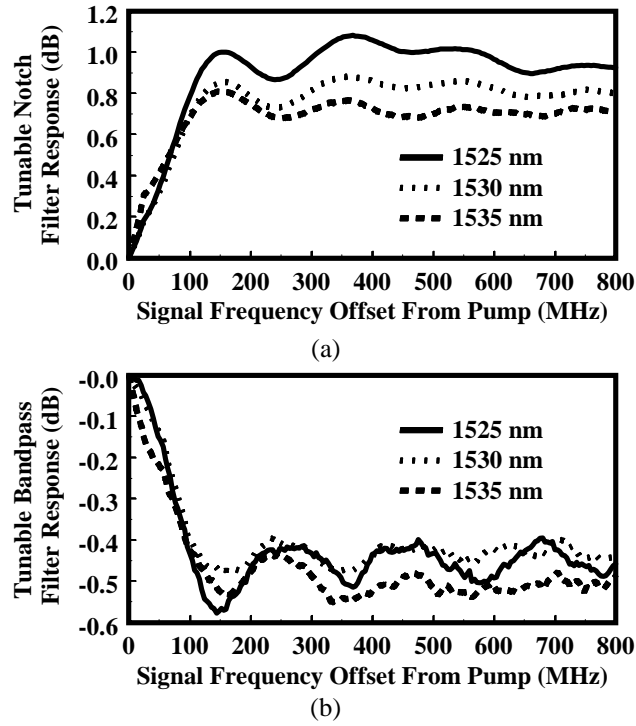 Tunable Notch
Filter Response (dB)
1.2
1.0
0.8
0.6
0.4
0.2
0.0
1525 nm
1530 nm
1535 nm
0 100 200 300 400 500 600 700 800
Signal Frequency Offset From Pump (MHz)
(a)
Tunable Bandpass
Filter Response (dB)
-0.0
-0.1
-0.2
-0.3
-0.4
-0.5
-0.6
1525 nm
1530 nm
1535 nm
0 100 200 300 400 500 600 700 800
Signal Frequency Offset From Pump (MHz)
(b)